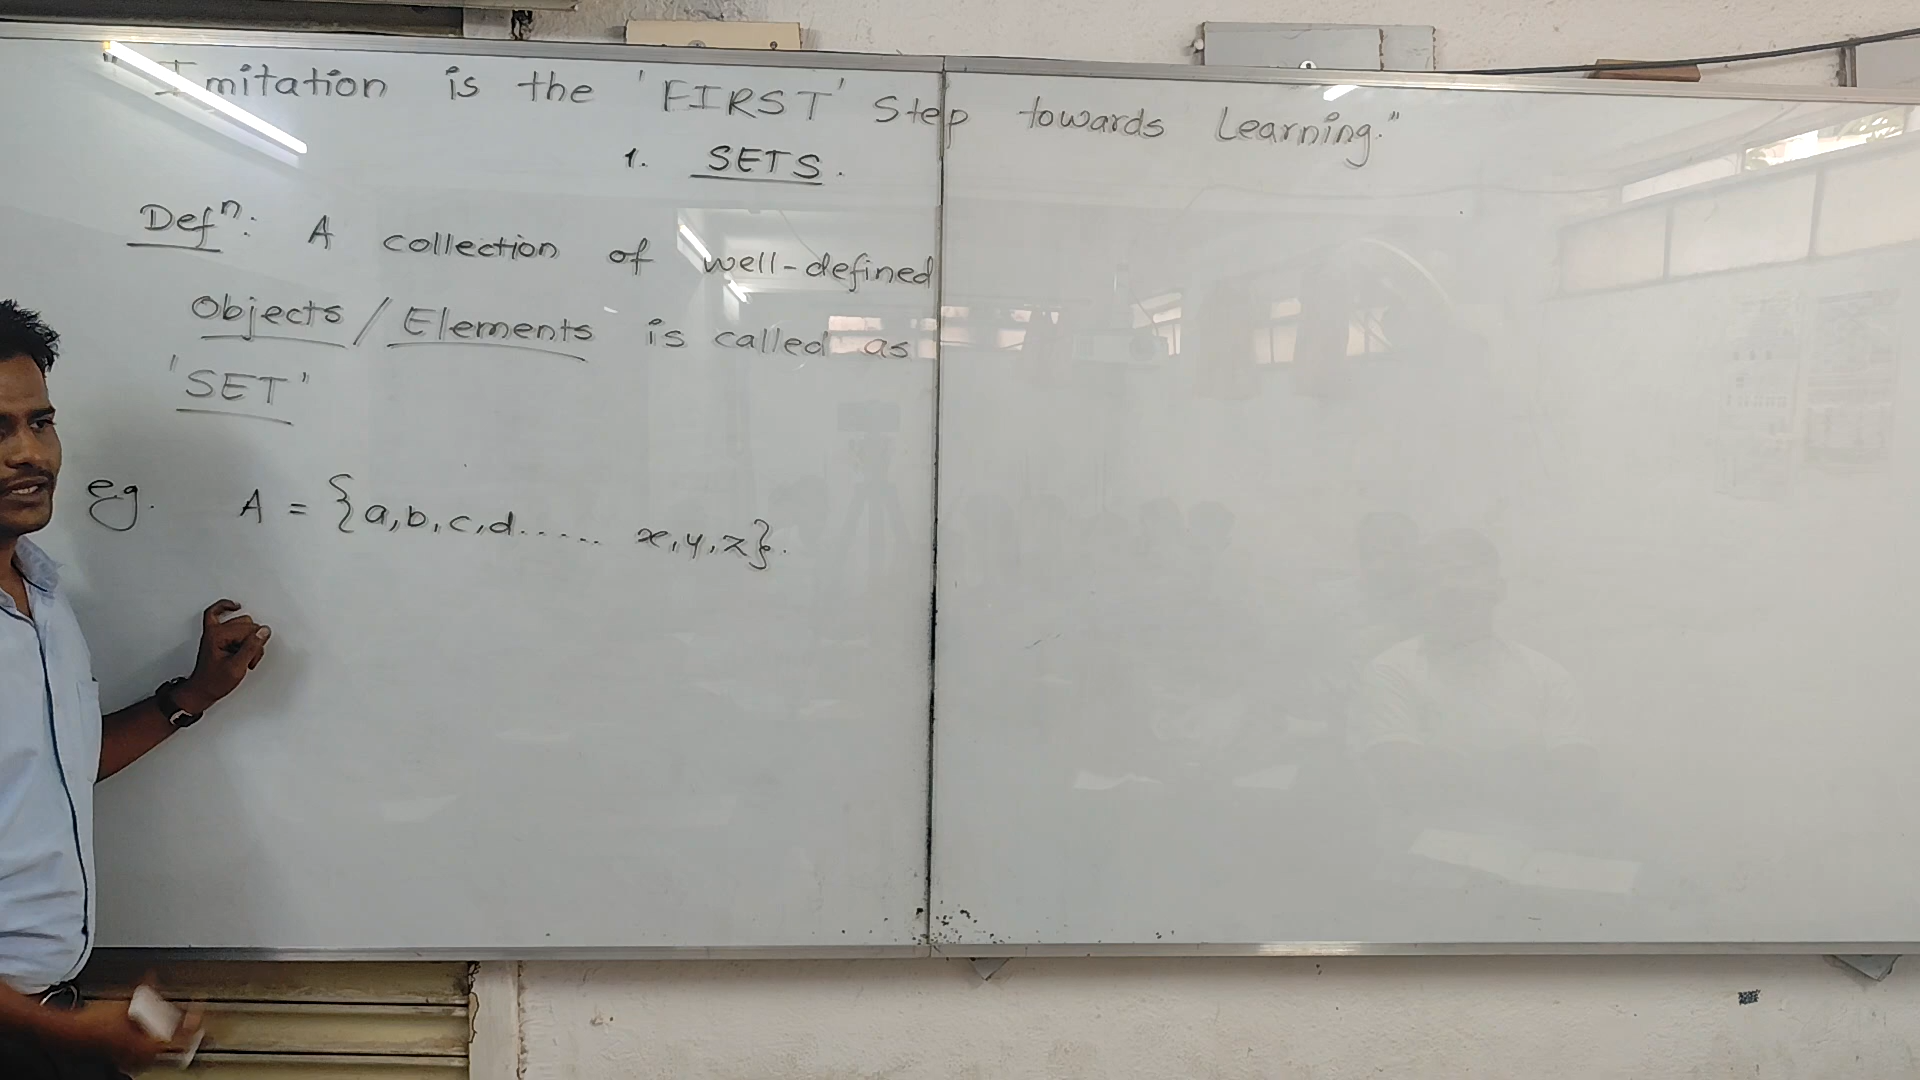 "Imitation is the 'FIRST' Step towards Learning."
1. SETS.
Defⁿ: A collection of well-defined
Objects / Elements is called as
'SET'
eg. A = {a,b,c,d..... x,y,z}.